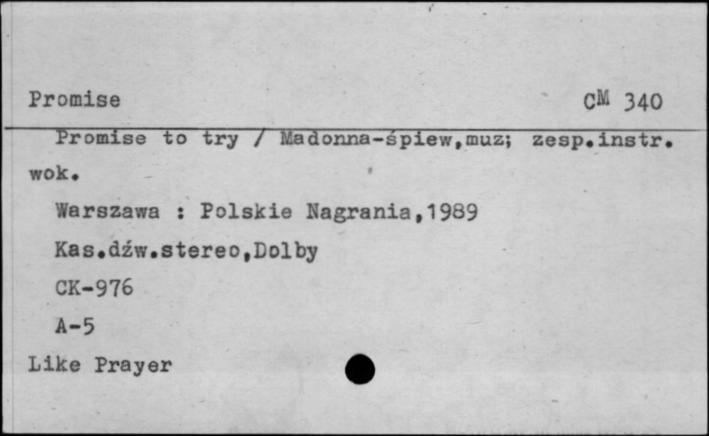 Promise CM 340
Promise to try / Madonna-śpiew,muz; zesp.instr.
wok.
Warszawa : Polskie Nagrania,1989
Kas.dźw.stereo,Dolby
CK-976
A-5
Like Prayer